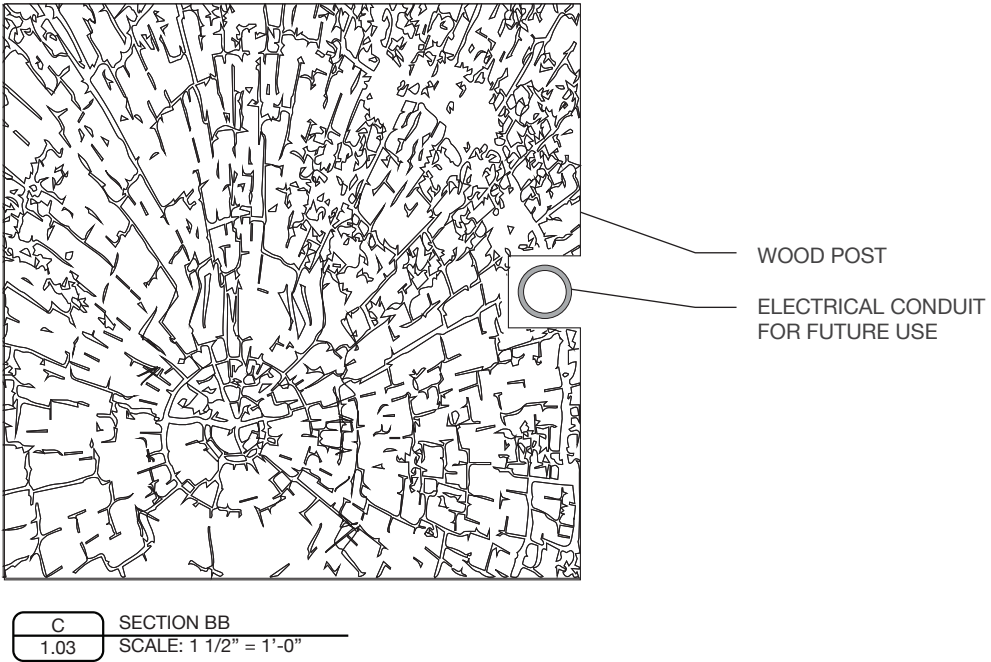 WOOD POST
ELECTRICAL CONDUIT
FOR FUTURE USE
C
SECTION BB
1.03
SCALE: 1 1/2” = 1’-0”